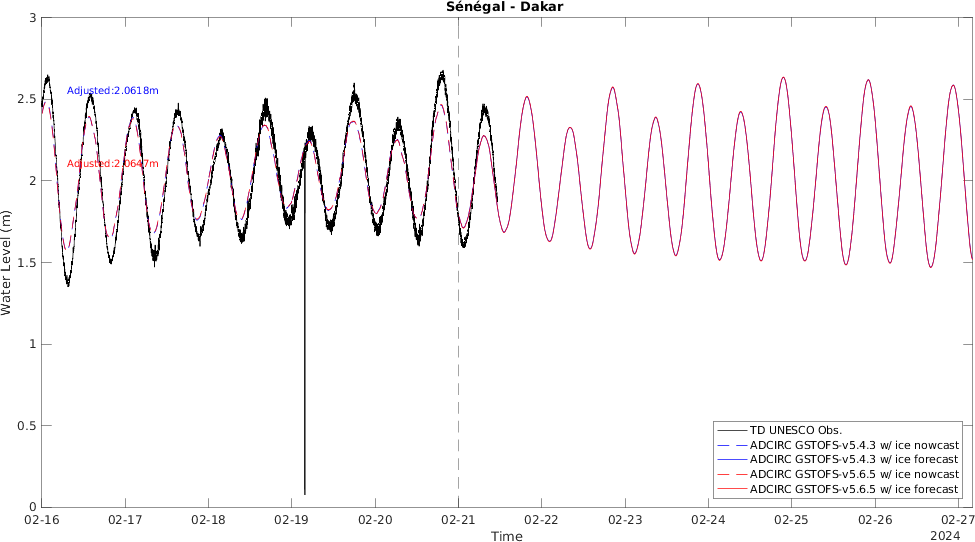 Sénégal - Dakar
3
2.5
2
1.5
1
0.5
0
Water Level (m)
Adjusted:2.0618m
Adjusted:2.0647m
TD UNESCO Obs.
ADCIRC GSTOFS-v5.4.3 w/ ice nowcast
ADCIRC GSTOFS-v5.4.3 w/ ice forecast
ADCIRC GSTOFS-v5.6.5 w/ ice nowcast
ADCIRC GSTOFS-v5.6.5 w/ ice forecast
02-16 02-17 02-18 02-19 02-20 02-21 02-22 02-23 02-24 02-25 02-26 02-27
Time
2024